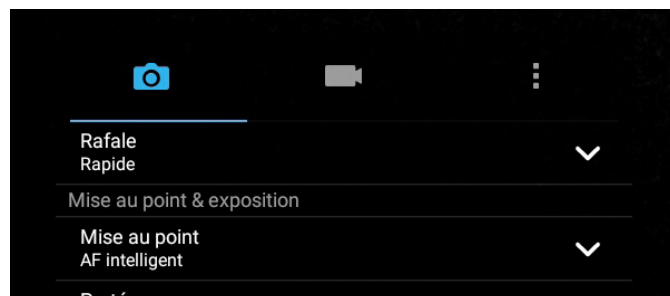 Rafale
Rapide
Mise au point & exposition
Mise au point
AF intelligent